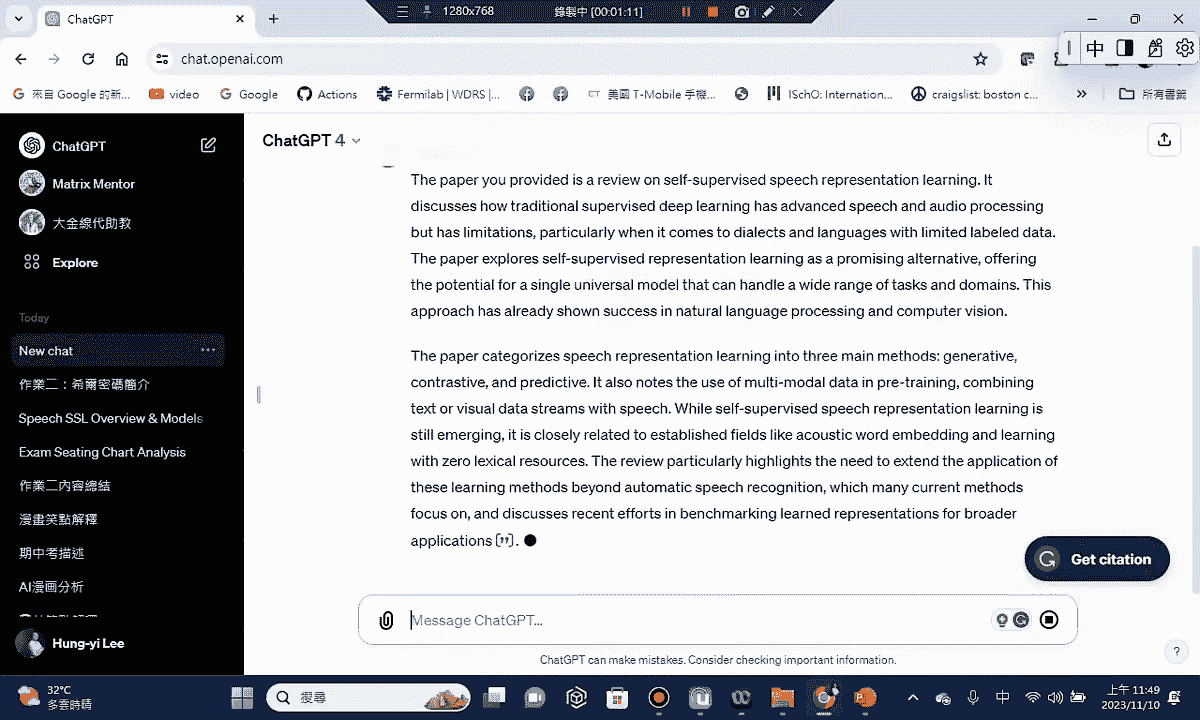 1280x768
錄製中 [00:01:11]
ChatGPT
中
chat.openai.com
來自 Google 的新...
video
Google
Actions
Fermilab | WDRS |...
美國 T-Mobile 手機...
ISchO: Internation...
craigslist: boston c...
所有書籤
ChatGPT
ChatGPT 4
Matrix Mentor
大金線代助教
Explore
Today
New chat
作業二：希爾密碼簡介
Speech SSL Overview & Models
Exam Seating Chart Analysis
作業二內容總結
漫畫笑點解釋
期中考描述
AI漫画分析
Hung-yi Lee
The paper you provided is a review on self-supervised speech representation learning. It
discusses how traditional supervised deep learning has advanced speech and audio processing
but has limitations, particularly when it comes to dialects and languages with limited labeled data.
The paper explores self-supervised representation learning as a promising alternative, offering
the potential for a single universal model that can handle a wide range of tasks and domains. This
approach has already shown success in natural language processing and computer vision.
The paper categorizes speech representation learning into three main methods: generative,
contrastive, and predictive. It also notes the use of multi-modal data in pre-training, combining
text or visual data streams with speech. While self-supervised speech representation learning is
still emerging, it is closely related to established fields like acoustic word embedding and learning
with zero lexical resources. The review particularly highlights the need to extend the application of
these learning methods beyond automatic speech recognition, which many current methods
focus on, and discusses recent efforts in benchmarking learned representations for broader
applications ["].
Get citation
Message ChatGPT...
ChatGPT can make mistakes. Consider checking important information.
?
32°C
多雲時晴
搜尋
中
上午 11:49
2023/11/10